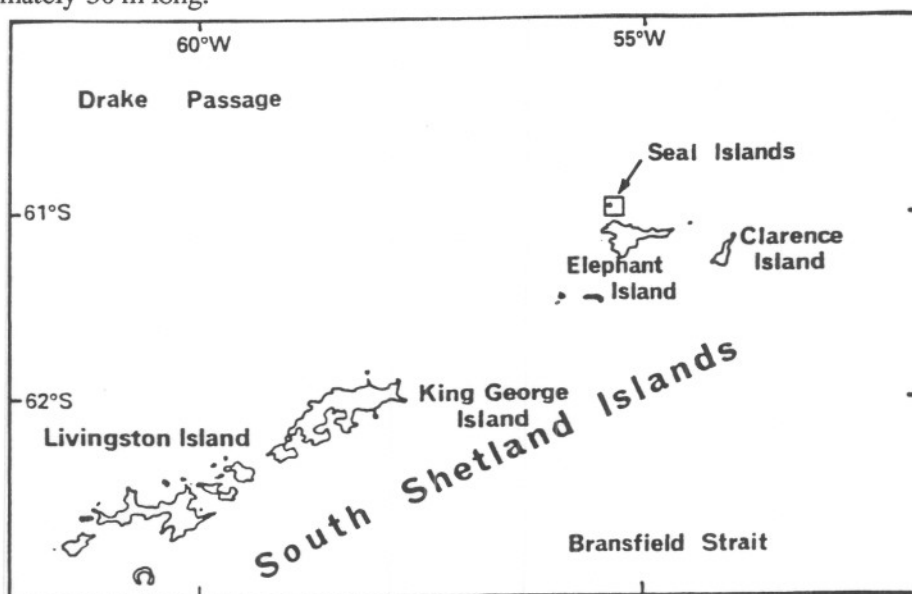 60°W
55°W
Drake Passage
Seal Islands
61°S
Clarence
Island
Elephant
Island
62°S
King George
Island
Livingston Island
South Shetland Islands
Bransfield Strait